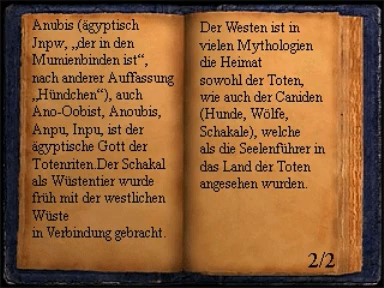 Anubis (ägyptisch
Jnpw, „der in den
Mumienbinden ist“,
nach anderer Auffassung
„Hündchen“), auch
Ano-Oobist, Anoubis,
Anpu, Inpu, ist der
ägyptische Gott der
Totenriten.Der Schakal
als Wüstentier wurde
früh mit der westlichen
Wüste
in Verbindung gebracht.
Der Westen ist in
vielen Mythologien
die Heimat
sowohl der Toten,
wie auch der Caniden
(Hunde, Wölfe,
Schakale), welche
als die Seelenführer in
das Land der Toten
angesehen wurden.
2/2